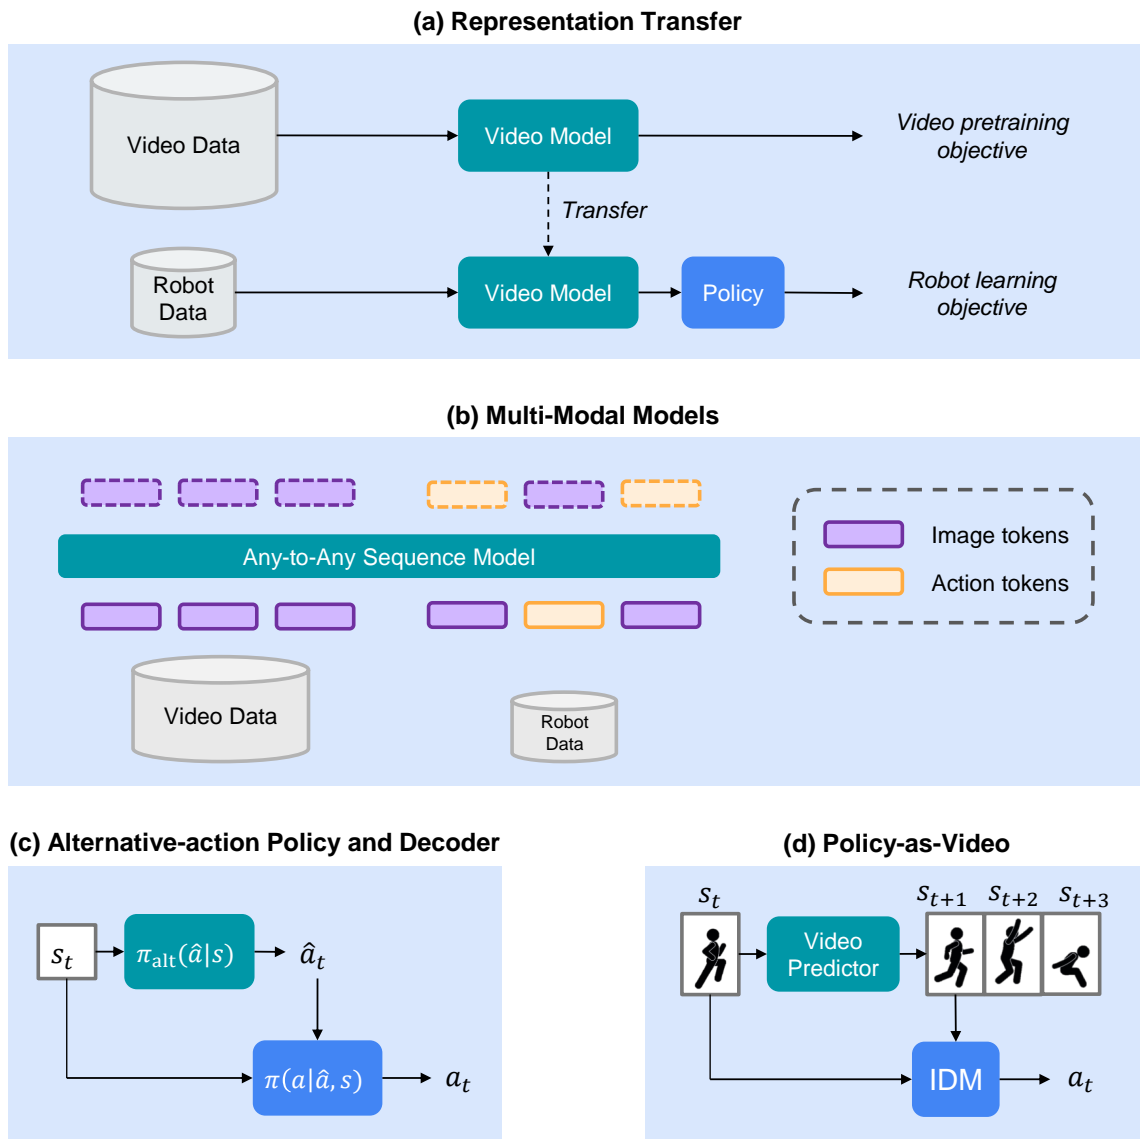 (a) Representation Transfer
Video Data
Video Model
Video pretraining
objective
Transfer
Robot
Data
Video Model
Policy
Robot learning
objective
(b) Multi-Modal Models
Any-to-Any Sequence Model
Image tokens
Action tokens
Video Data
Robot
Data
(c) Alternative-action Policy and Decoder
s_t
π_alt(â|s)
â_t
π(a|â, s)
a_t
(d) Policy-as-Video
s_t
s_{t+1}
s_{t+2}
s_{t+3}
Video
Predictor
IDM
a_t